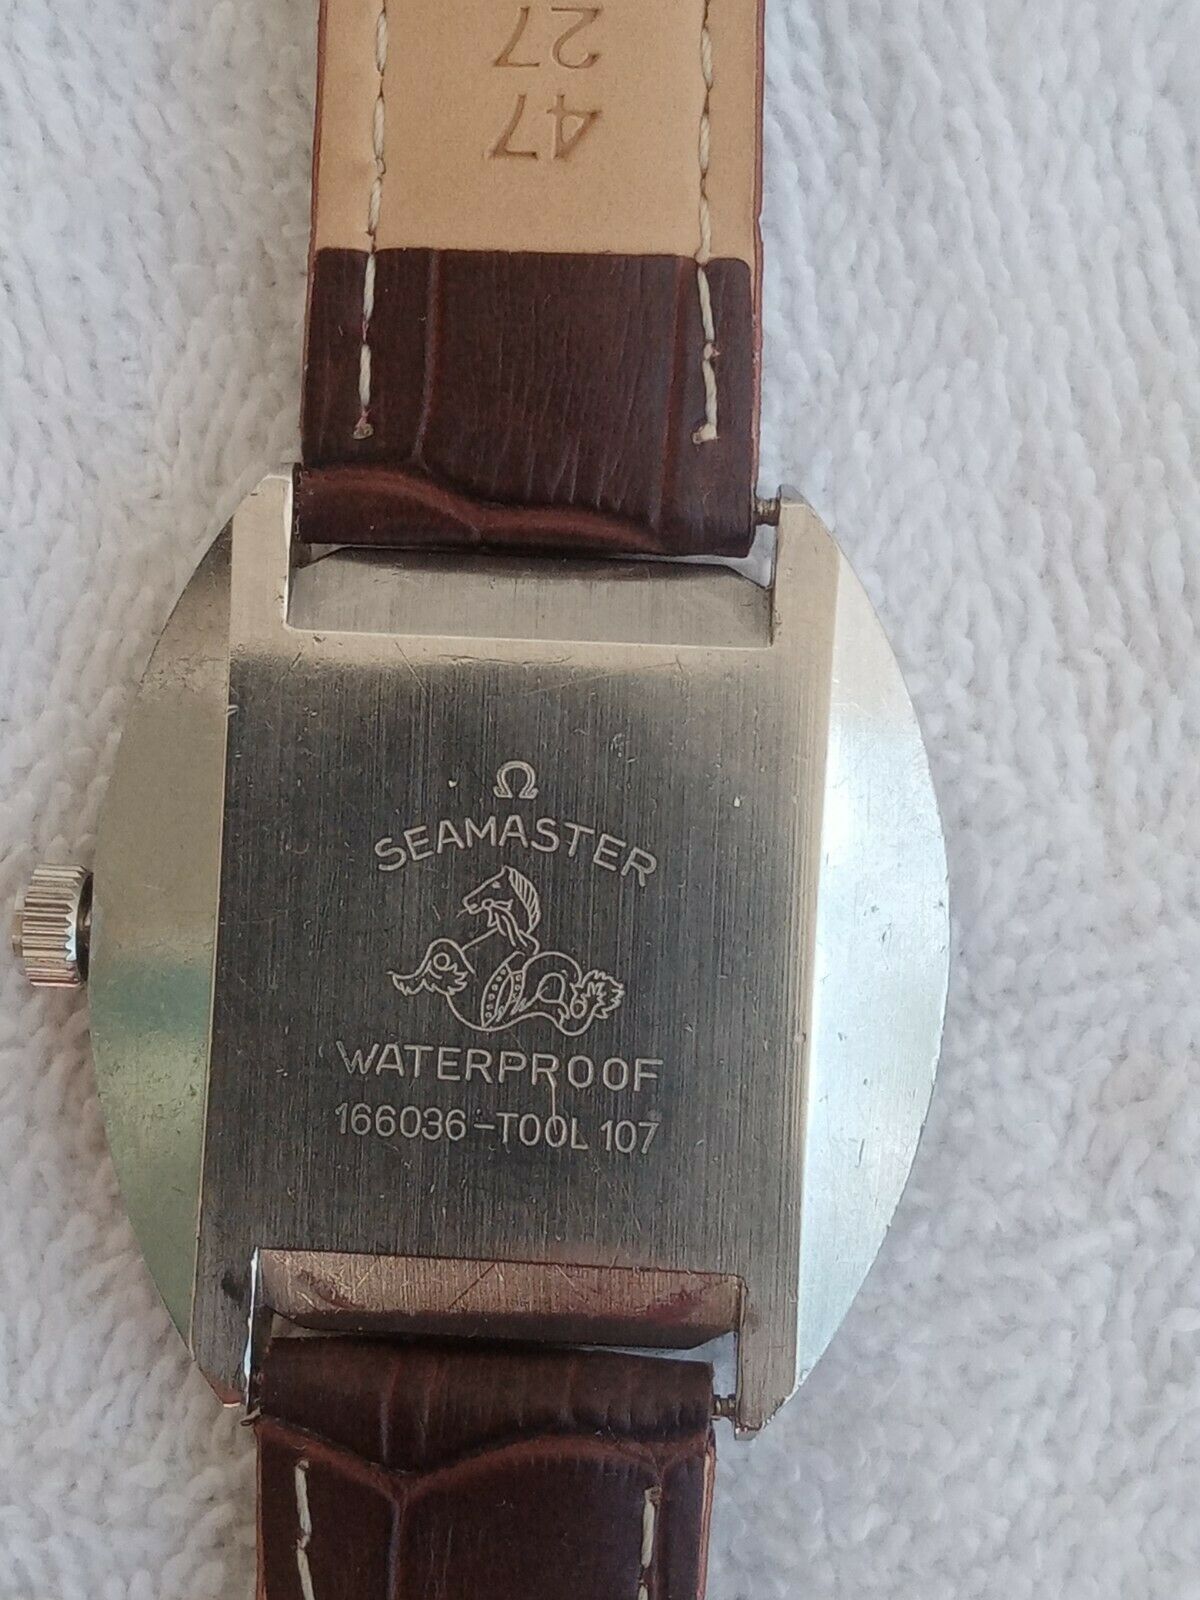 27
47
Ω
SEAMASTER
WATERPROOF
166036-TOOL 107